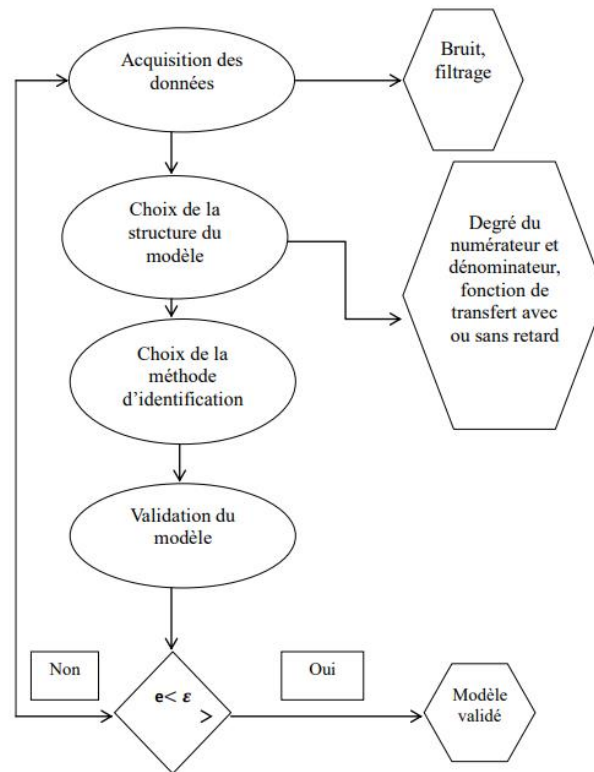 Acquisition des
données
Bruit,
filtrage
Choix de la
structure du
modèle
Degré du
numérateur et
dénominateur,
fonction de
transfert avec
ou sans retard
Choix de la
méthode
d'identification
Validation du
modèle
Non
e< ε
>
Oui
Modèle
validé